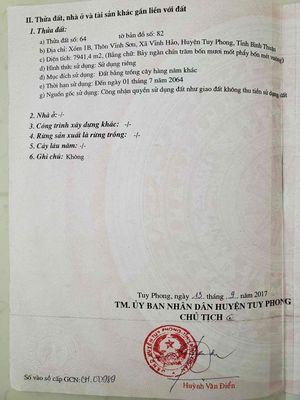 II. Thửa đất, nhà ở và tài sản khác gắn liền với đất
1. Thửa đất:
a) Thửa đất số: 64 tờ bản đồ số: 82
b) Địa chỉ: Xóm 1B, Thôn Vĩnh Sơn, Xã Vĩnh Hảo, Huyện Tuy Phong, Tỉnh Bình Thuận
c) Diện tích: 7941,4 m2, (Bằng chữ: Bảy ngàn chín trăm bốn mươi mốt phẩy bốn mét vuông)
d) Hình thức sử dụng: Sử dụng riêng
đ) Mục đích sử dụng: Đất bằng trồng cây hàng năm khác
e) Thời hạn sử dụng: Đến ngày 01 tháng 7 năm 2064
g) Nguồn gốc sử dụng: Công nhận quyền sử dụng đất như giao đất không thu tiền sử dụng đất
2. Nhà ở:-/-
3. Công trình xây dựng khác:-/-
4. Rừng sản xuất là rừng trồng:-/-
5. Cây lâu năm:-/-
6. Ghi chú: Không
Tuy Phong, ngày 13 tháng 9 năm 2017
TM. ỦY BAN NHÂN DÂN HUYỆN TUY PHONG
CHỦ TỊCH
Huỳnh Văn Điển
Số vào sổ cấp GCN: CH.00989